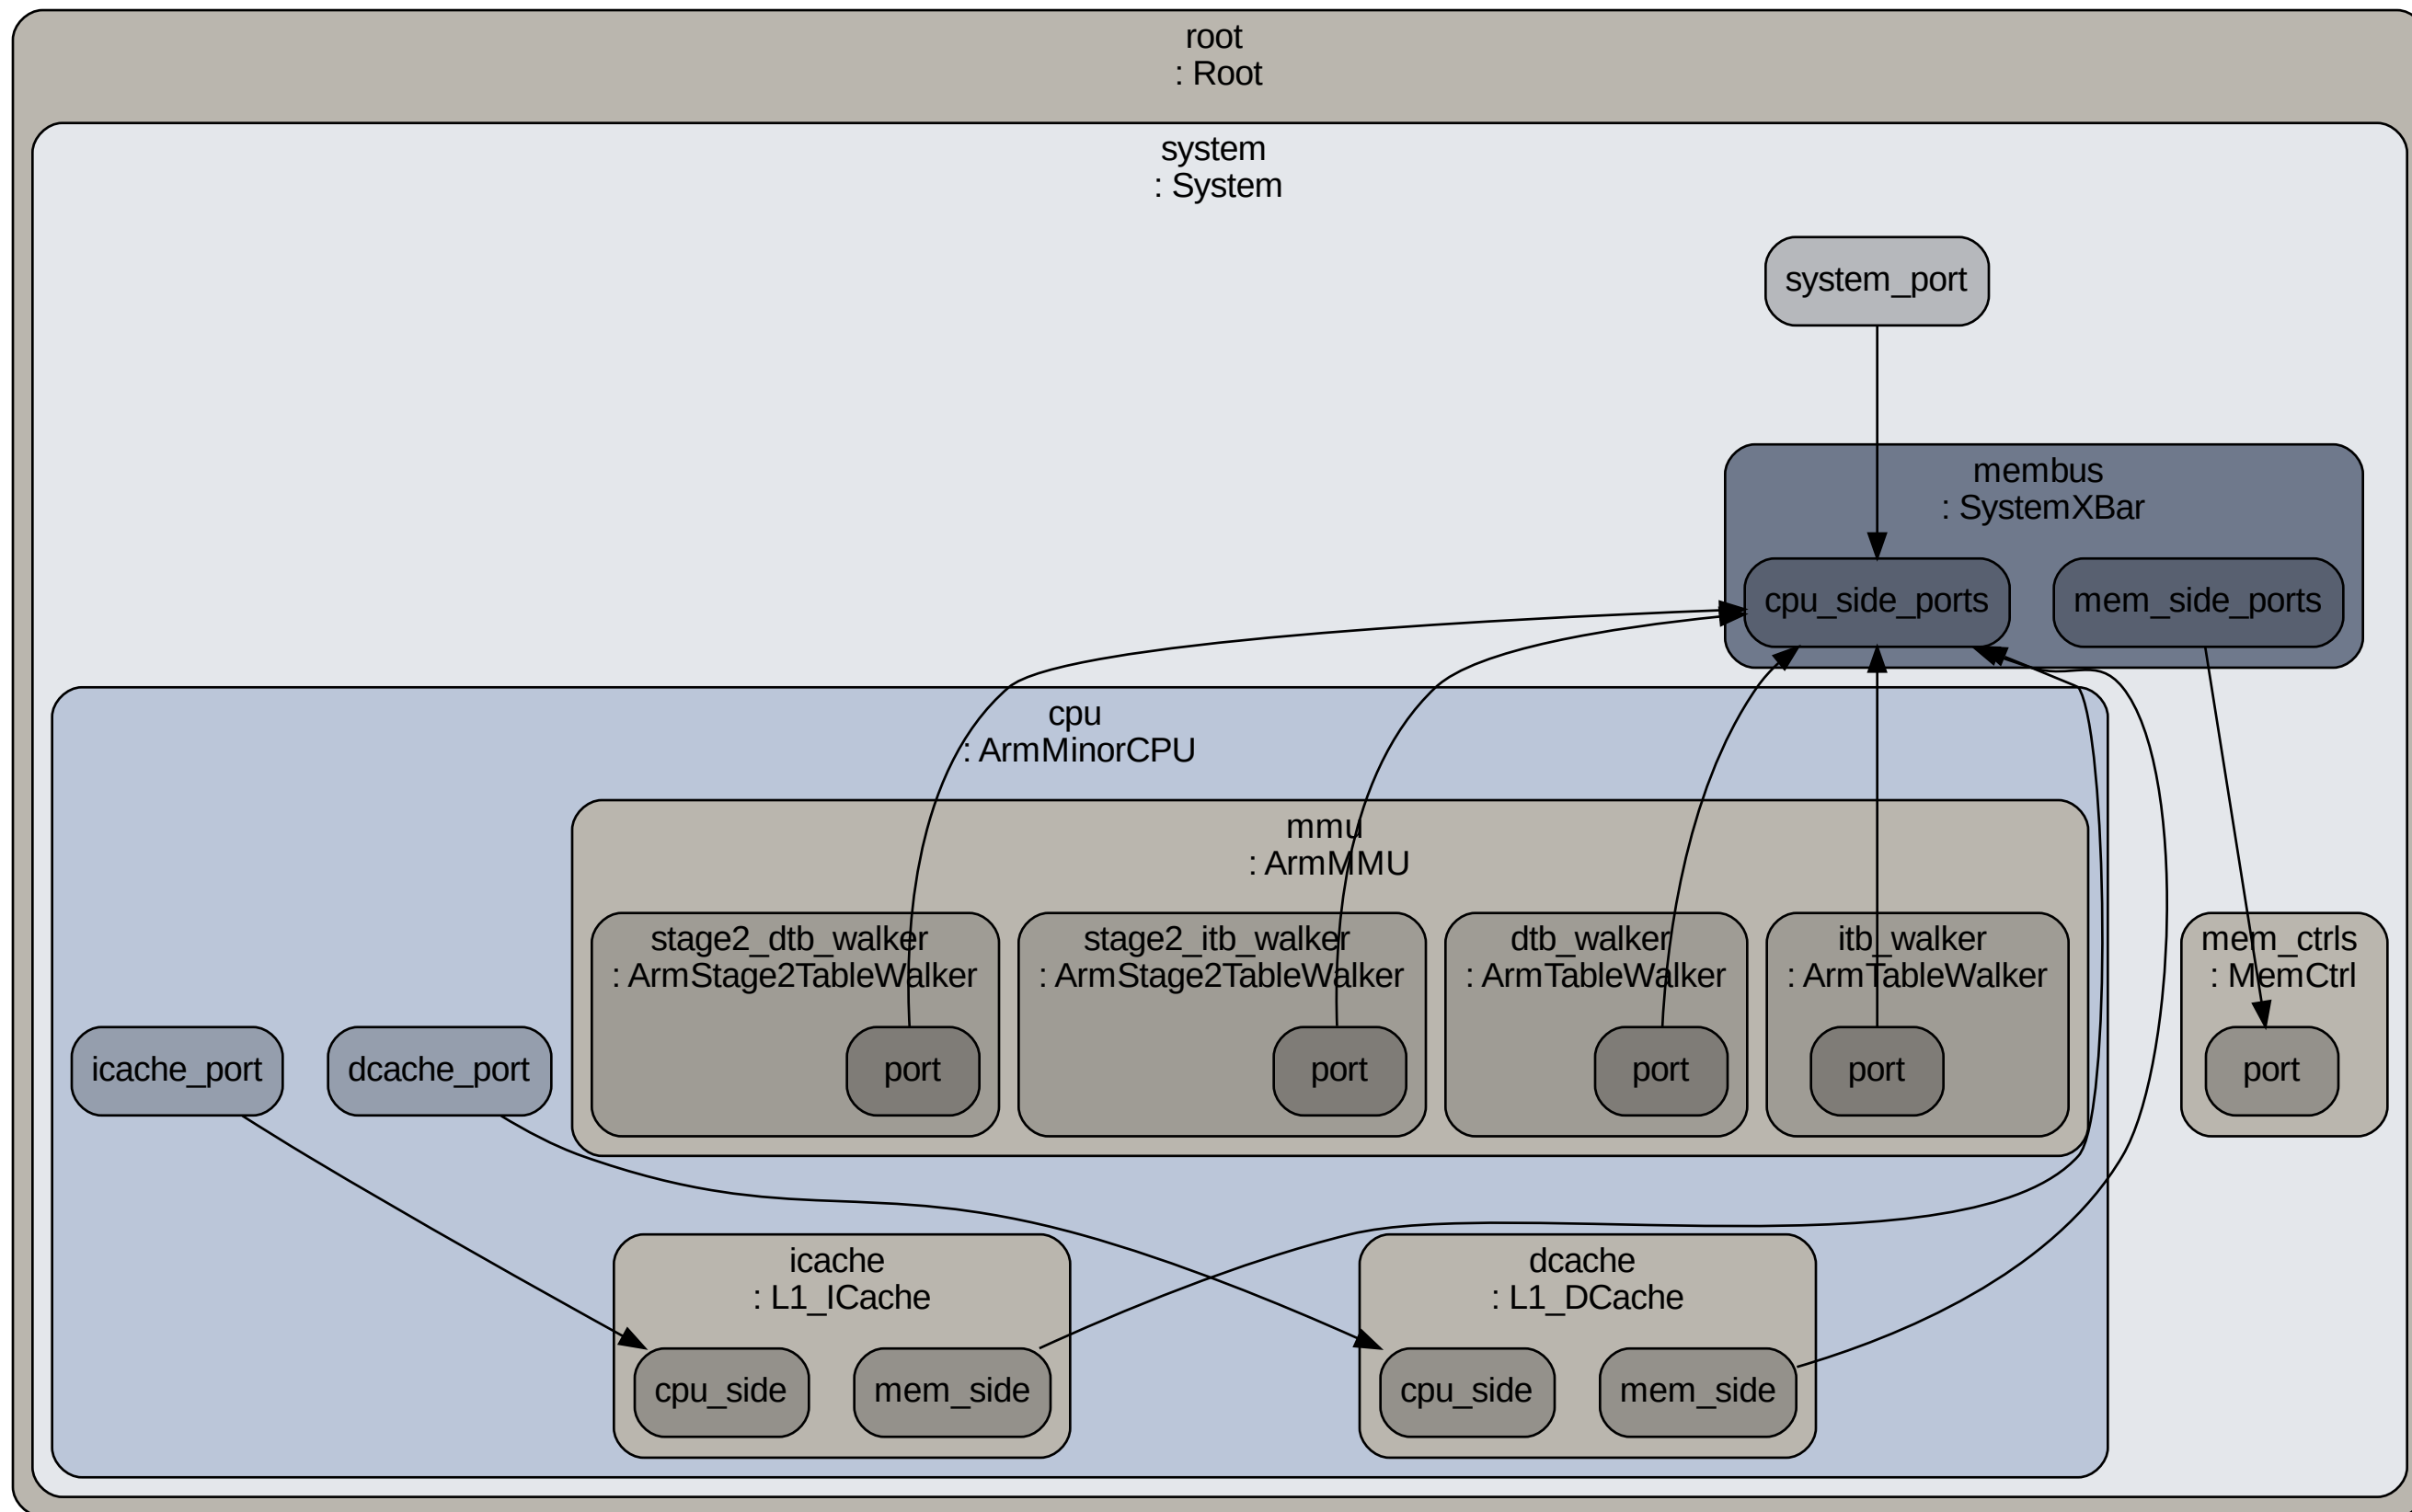 root
: Root
system
: System
system_port
membus
: SystemXBar
cpu_side_ports
mem_side_ports
cpu
: ArmMinorCPU
mmu
: ArmMMU
stage2_dtb_walker
: ArmStage2TableWalker
port
stage2_itb_walker
: ArmStage2TableWalker
port
dtb_walker
: ArmTableWalker
port
itb_walker
: ArmTableWalker
port
mem_ctrls
: MemCtrl
port
icache_port
dcache_port
icache
: L1_ICache
cpu_side
mem_side
dcache
: L1_DCache
cpu_side
mem_side